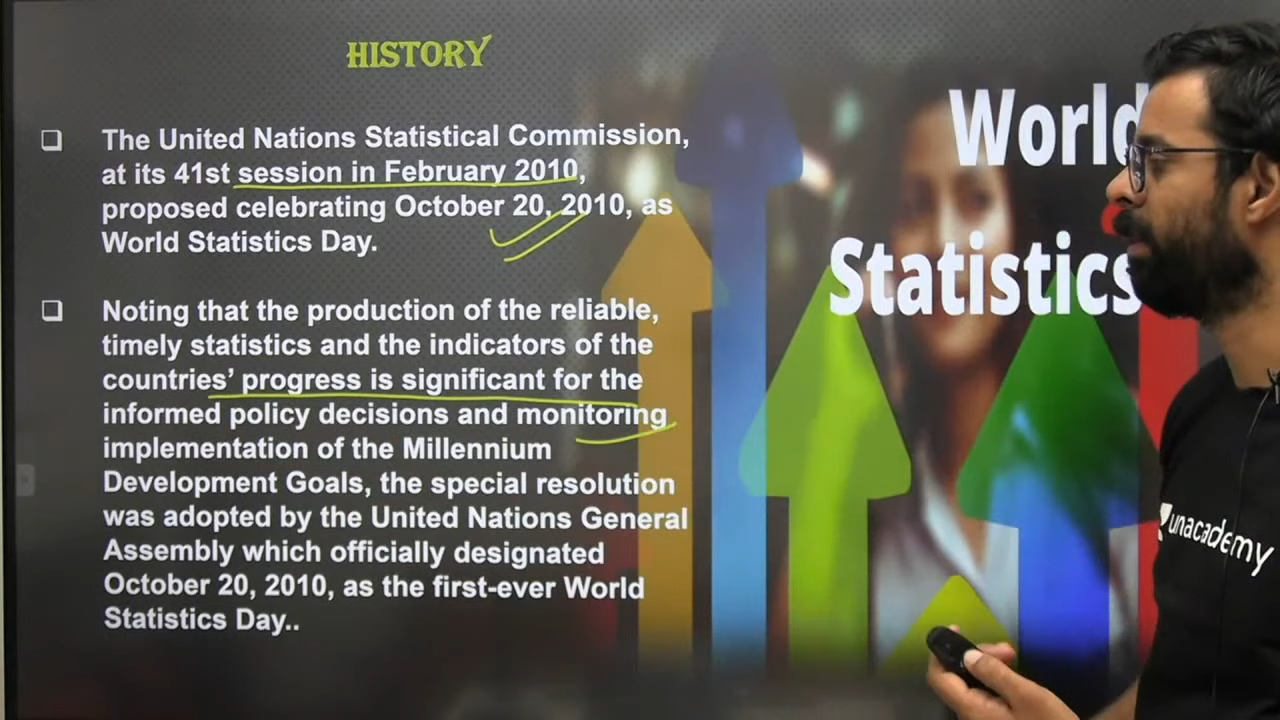 HISTORY
❑ The United Nations Statistical Commission,
at its 41st session in February 2010,
proposed celebrating October 20, 2010, as
World Statistics Day.
❑ Noting that the production of the reliable,
timely statistics and the indicators of the
countries’ progress is significant for the
informed policy decisions and monitoring
implementation of the Millennium
Development Goals, the special resolution
was adopted by the United Nations General
Assembly which officially designated
October 20, 2010, as the first-ever World
Statistics Day..
World
Statistics
unacademy